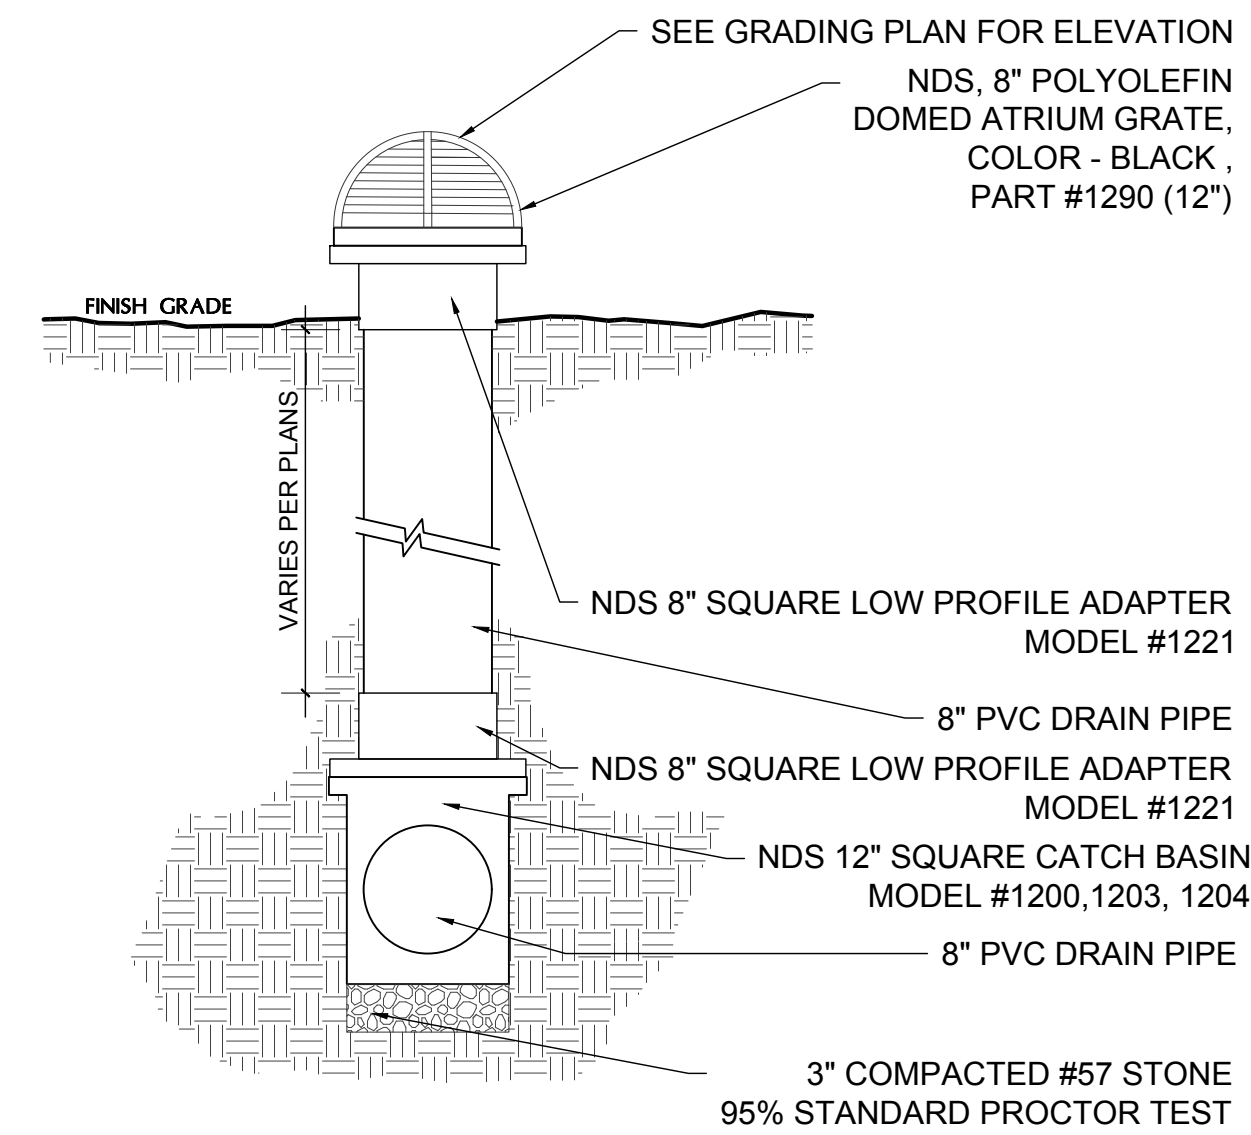 SEE GRADING PLAN FOR ELEVATION
NDS, 8" POLYOLEFIN
DOMED ATRIUM GRATE,
COLOR - BLACK ,
PART #1290 (12")
FINISH GRADE
VARIES PER PLANS
NDS 8" SQUARE LOW PROFILE ADAPTER
MODEL #1221
8" PVC DRAIN PIPE
NDS 8" SQUARE LOW PROFILE ADAPTER
MODEL #1221
NDS 12" SQUARE CATCH BASIN
MODEL #1200,1203, 1204
8" PVC DRAIN PIPE
3" COMPACTED #57 STONE
95% STANDARD PROCTOR TEST